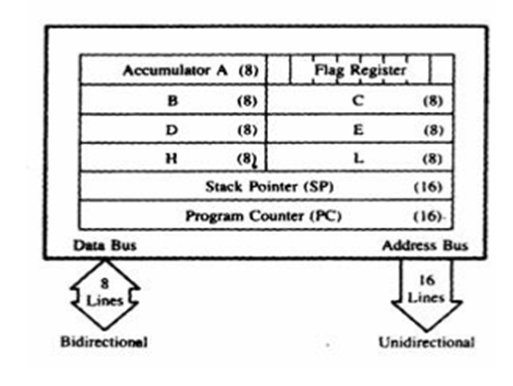 Accumulator A (8) Flag Register
B (8) C (8)
D (8) E (8)
H (8) L (8)
Stack Pointer (SP) (16)
Program Counter (PC) (16)
Data Bus Address Bus
8 Lines 16 Lines
Bidirectional Unidirectional